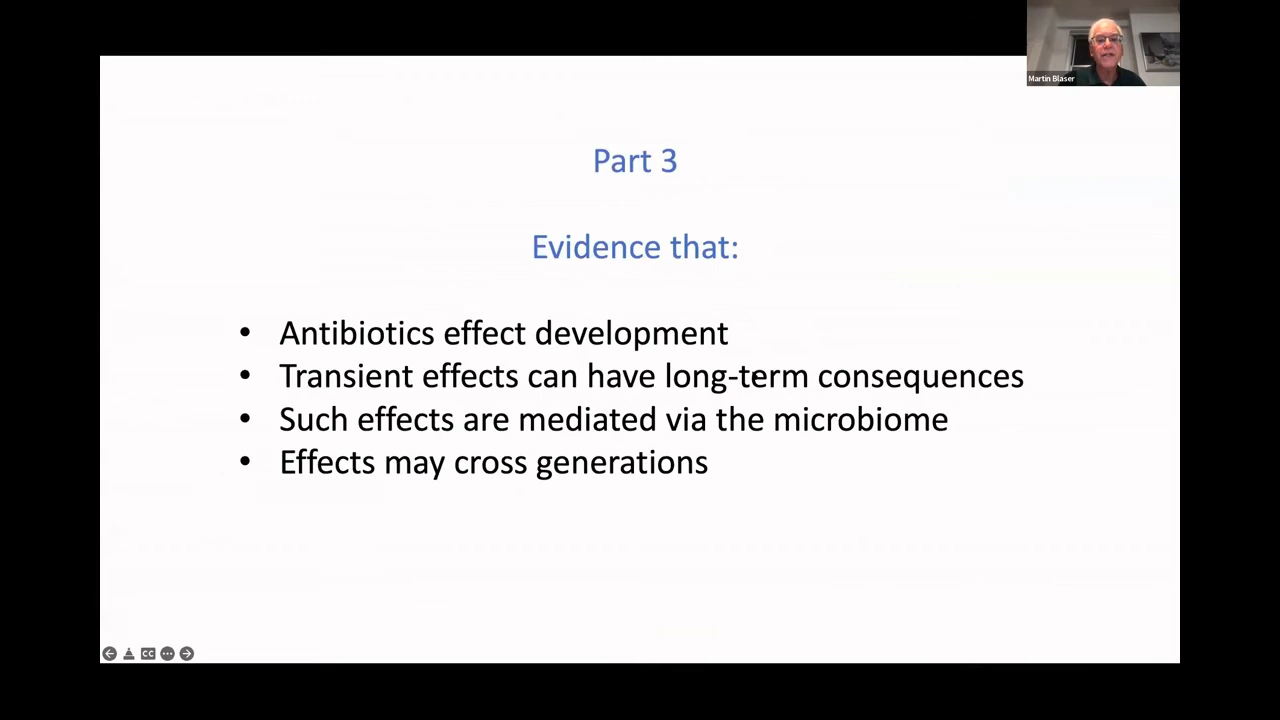 Martin Blaser
Part 3
Evidence that:
• Antibiotics effect development
• Transient effects can have long-term consequences
• Such effects are mediated via the microbiome
• Effects may cross generations
CC